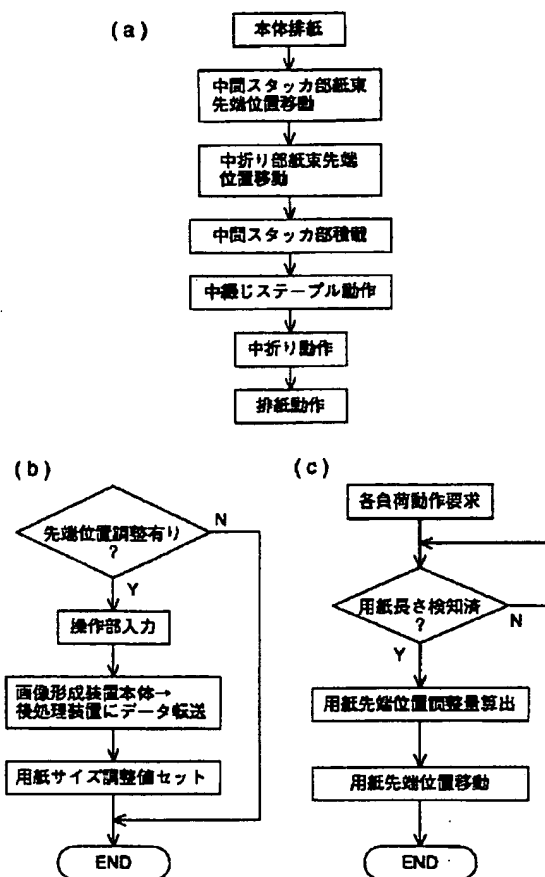 (a)
本体排紙
中間スタッカ部紙束
先端位置移動
中折り部紙束先端
位置移動
中間スタッカ部積載
中綴じステープル動作
中折り動作
排紙動作
(b)
先端位置調整有り
?
N
Y
操作部入力
画像形成装置本体→
後処理装置にデータ転送
用紙サイズ調整値セット
END
(c)
各負荷動作要求
用紙長さ検知済
?
N
Y
用紙先端位置調整量算出
用紙先端位置移動
END